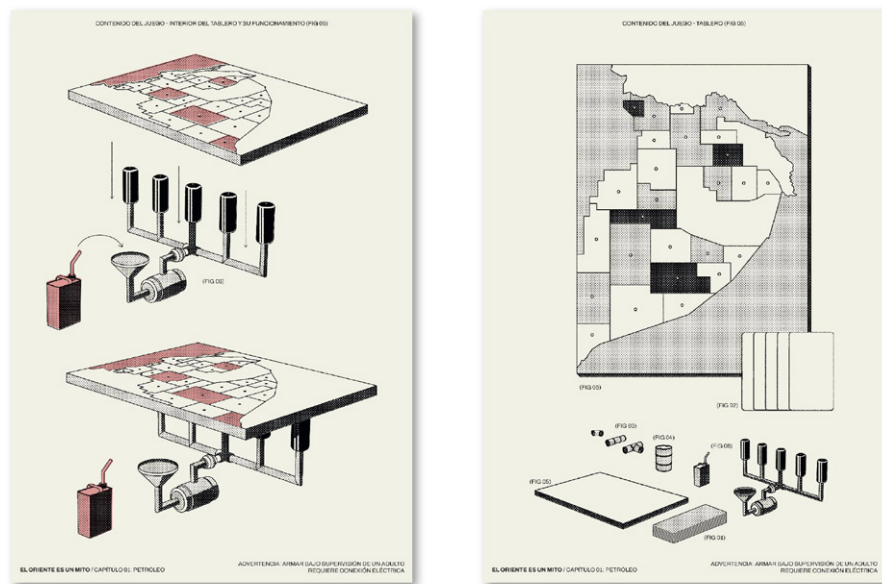 CONTENIDO DEL JUEGO - INTERIOR DEL TABLERO Y SU FUNCIONAMIENTO (FIG 05)
(FIG 06)
EL ORIENTE ES UN MITO / CAPÍTULO 01: PETRÓLEO
ADVERTENCIA: ARMAR BAJO SUPERVISIÓN DE UN ADULTO
REQUIERE CONEXIÓN ELÉCTRICA
CONTENIDO DEL JUEGO - TABLERO (FIG 05)
(FIG 05)
(FIG 02)
(FIG 03)
(FIG 04)
(FIG 06)
(FIG 05)
(FIG 01)
EL ORIENTE ES UN MITO / CAPÍTULO 01: PETRÓLEO
ADVERTENCIA: ARMAR BAJO SUPERVISIÓN DE UN ADULTO
REQUIERE CONEXIÓN ELÉCTRICA